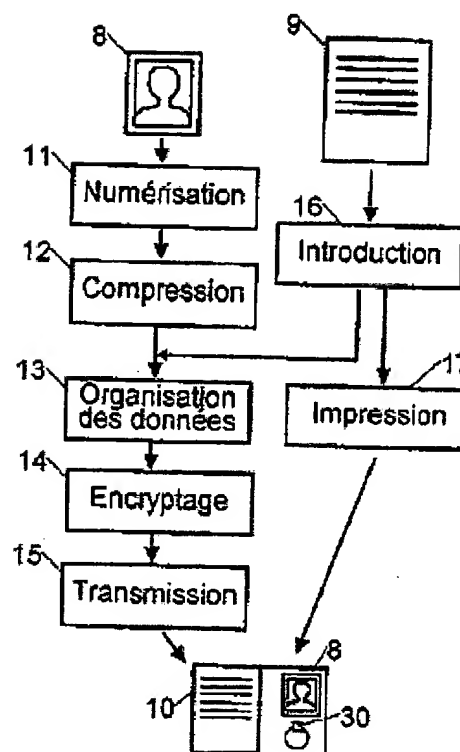 8
9
11
Numérisation
16
Introduction
12
Compression
13
Organisation
des données
17
Impression
14
Encryptage
15
Transmission
8
10
30